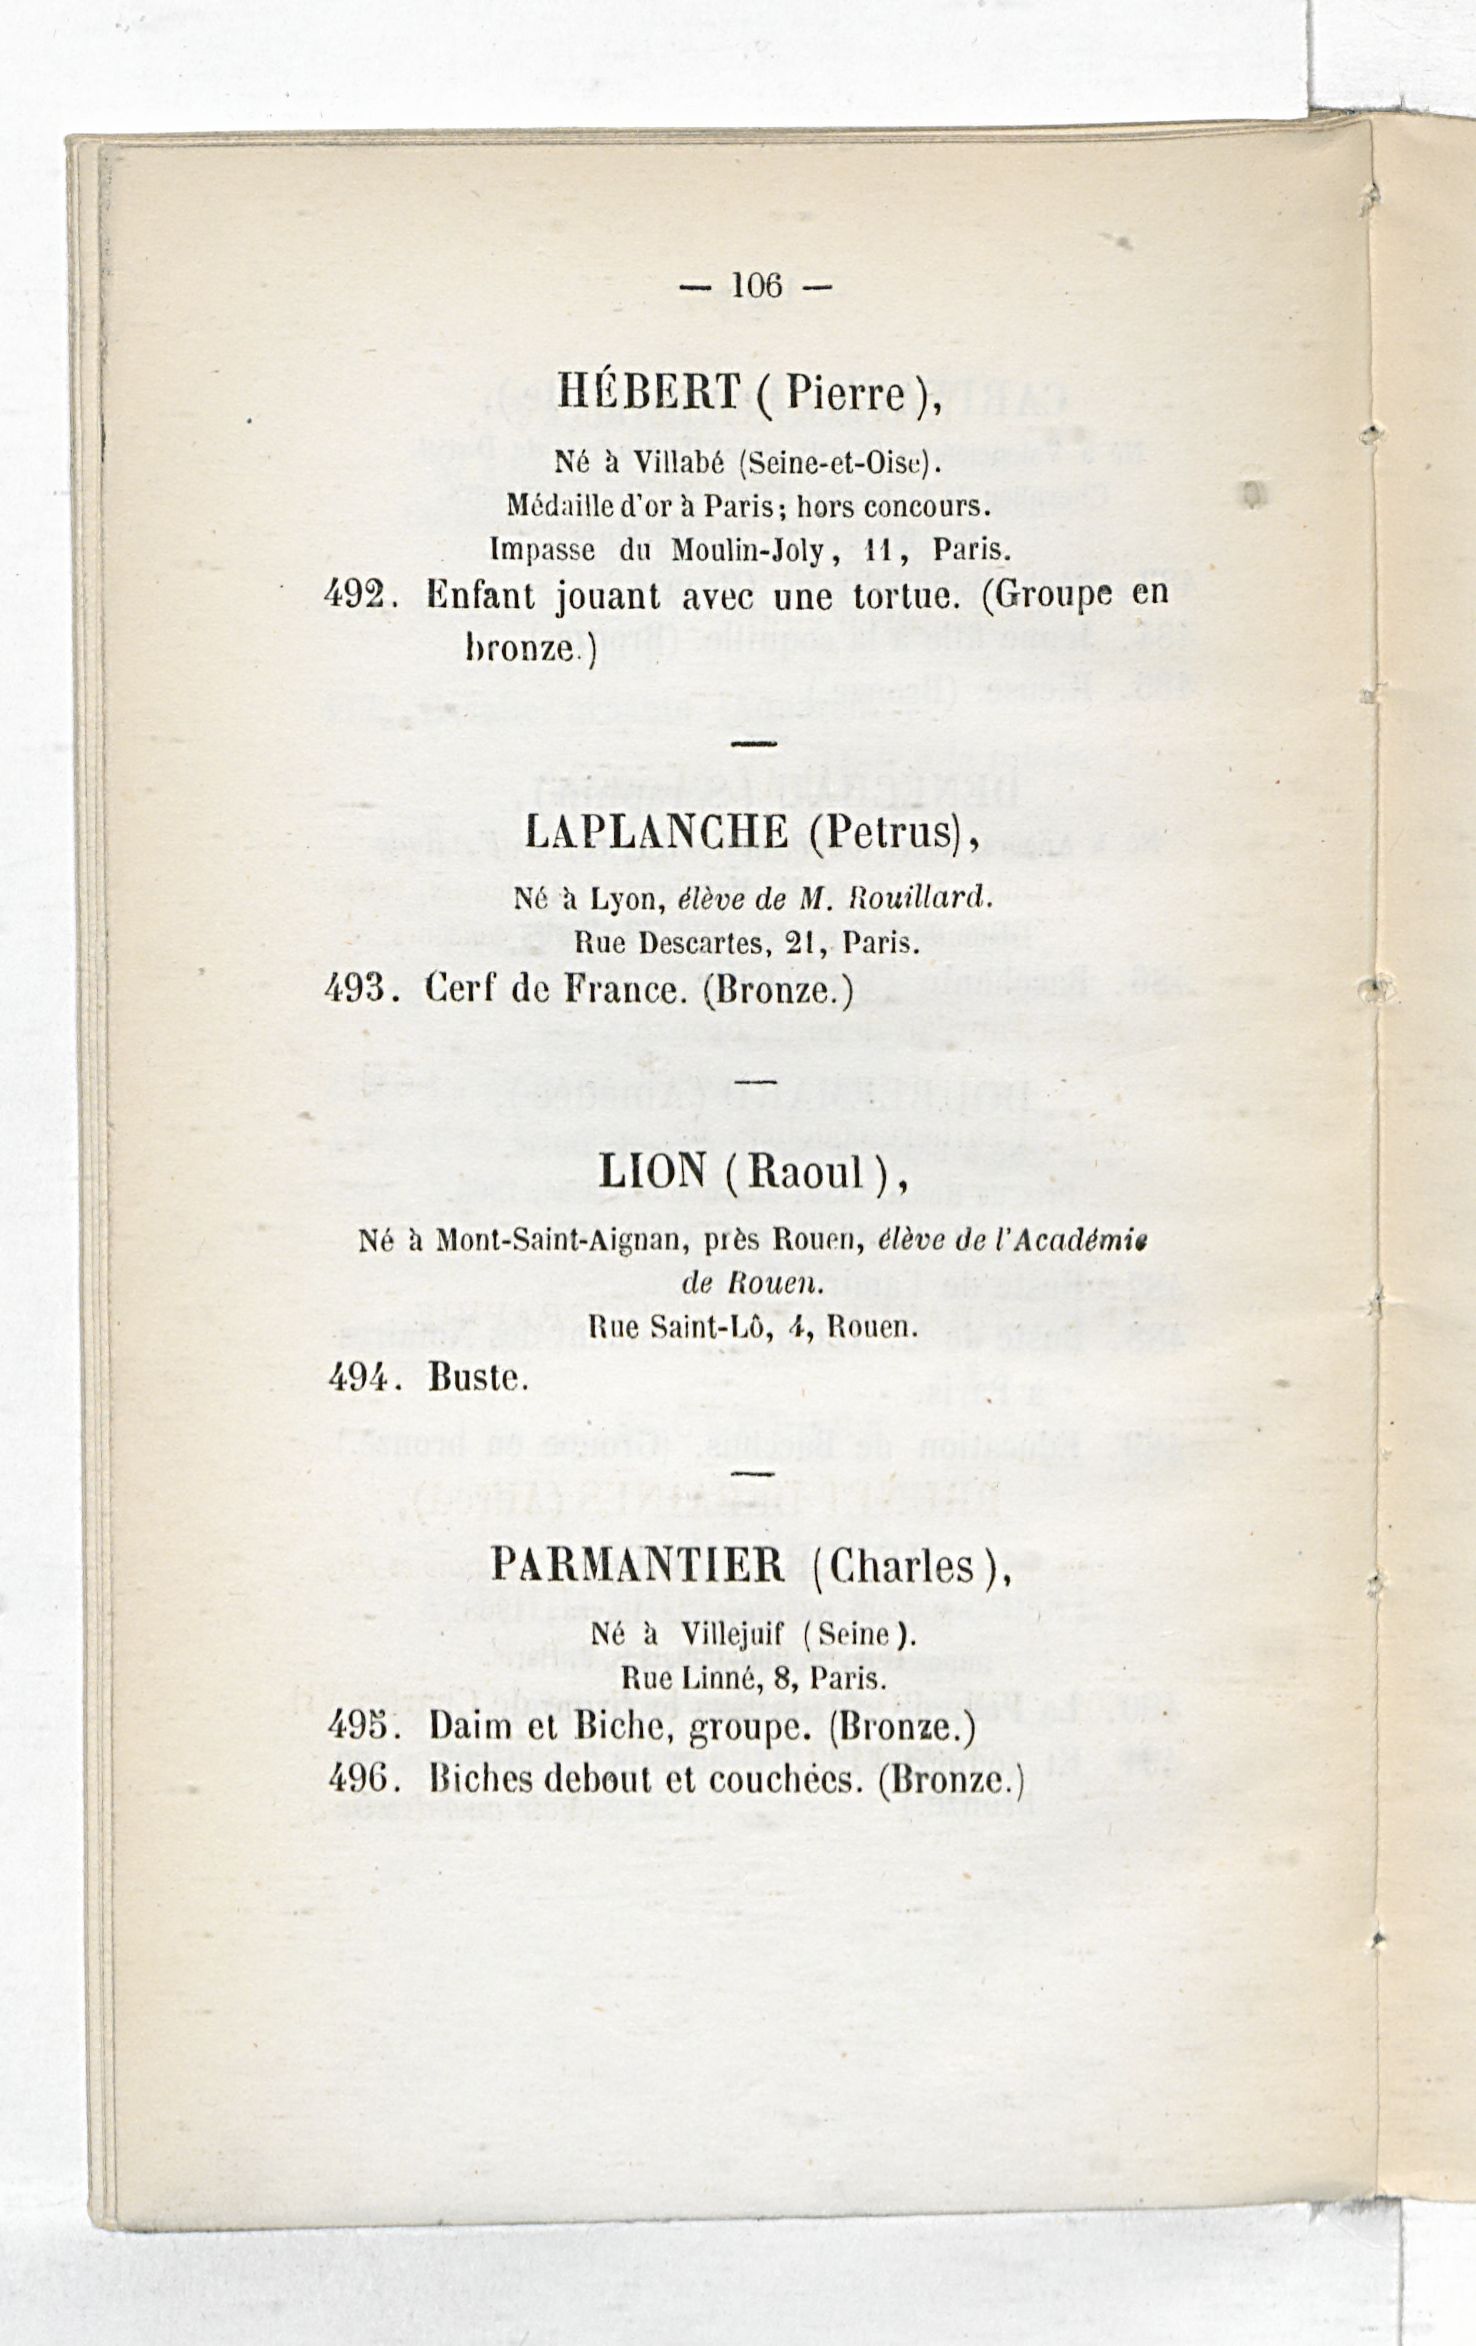 — 106 —
HÉBERT (Pierre),
Né à Villabé (Seine-et-Oise).
Médaille d'or à Paris; hors concours.
Impasse du Moulin-Joly, 11, Paris.
492. Enfant jouant avec une tortue. (Groupe en
bronze.)
—
LAPLANCHE (Petrus),
Né à Lyon, élève de M. Rouillard.
Rue Descartes, 21, Paris.
493. Cerf de France. (Bronze.)
—
LION (Raoul),
Né à Mont-Saint-Aignan, près Rouen, élève de l'Académie
de Rouen.
Rue Saint-Lô, 4, Rouen.
494. Buste.
—
PARMANTIER (Charles),
Né à Villejuif (Seine).
Rue Linné, 8, Paris.
495. Daim et Biche, groupe. (Bronze.)
496. Biches debout et couchées. (Bronze.)